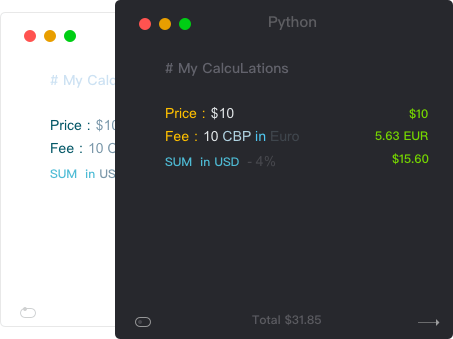 Python
# My CalcuLations
Price : $10 $10
Fee : 10 CBP in Euro 5.63 EUR
SUM in USD - 4% $15.60
Total $31.85
# My Calc
Price : $10
Fee : 10 C
SUM in US